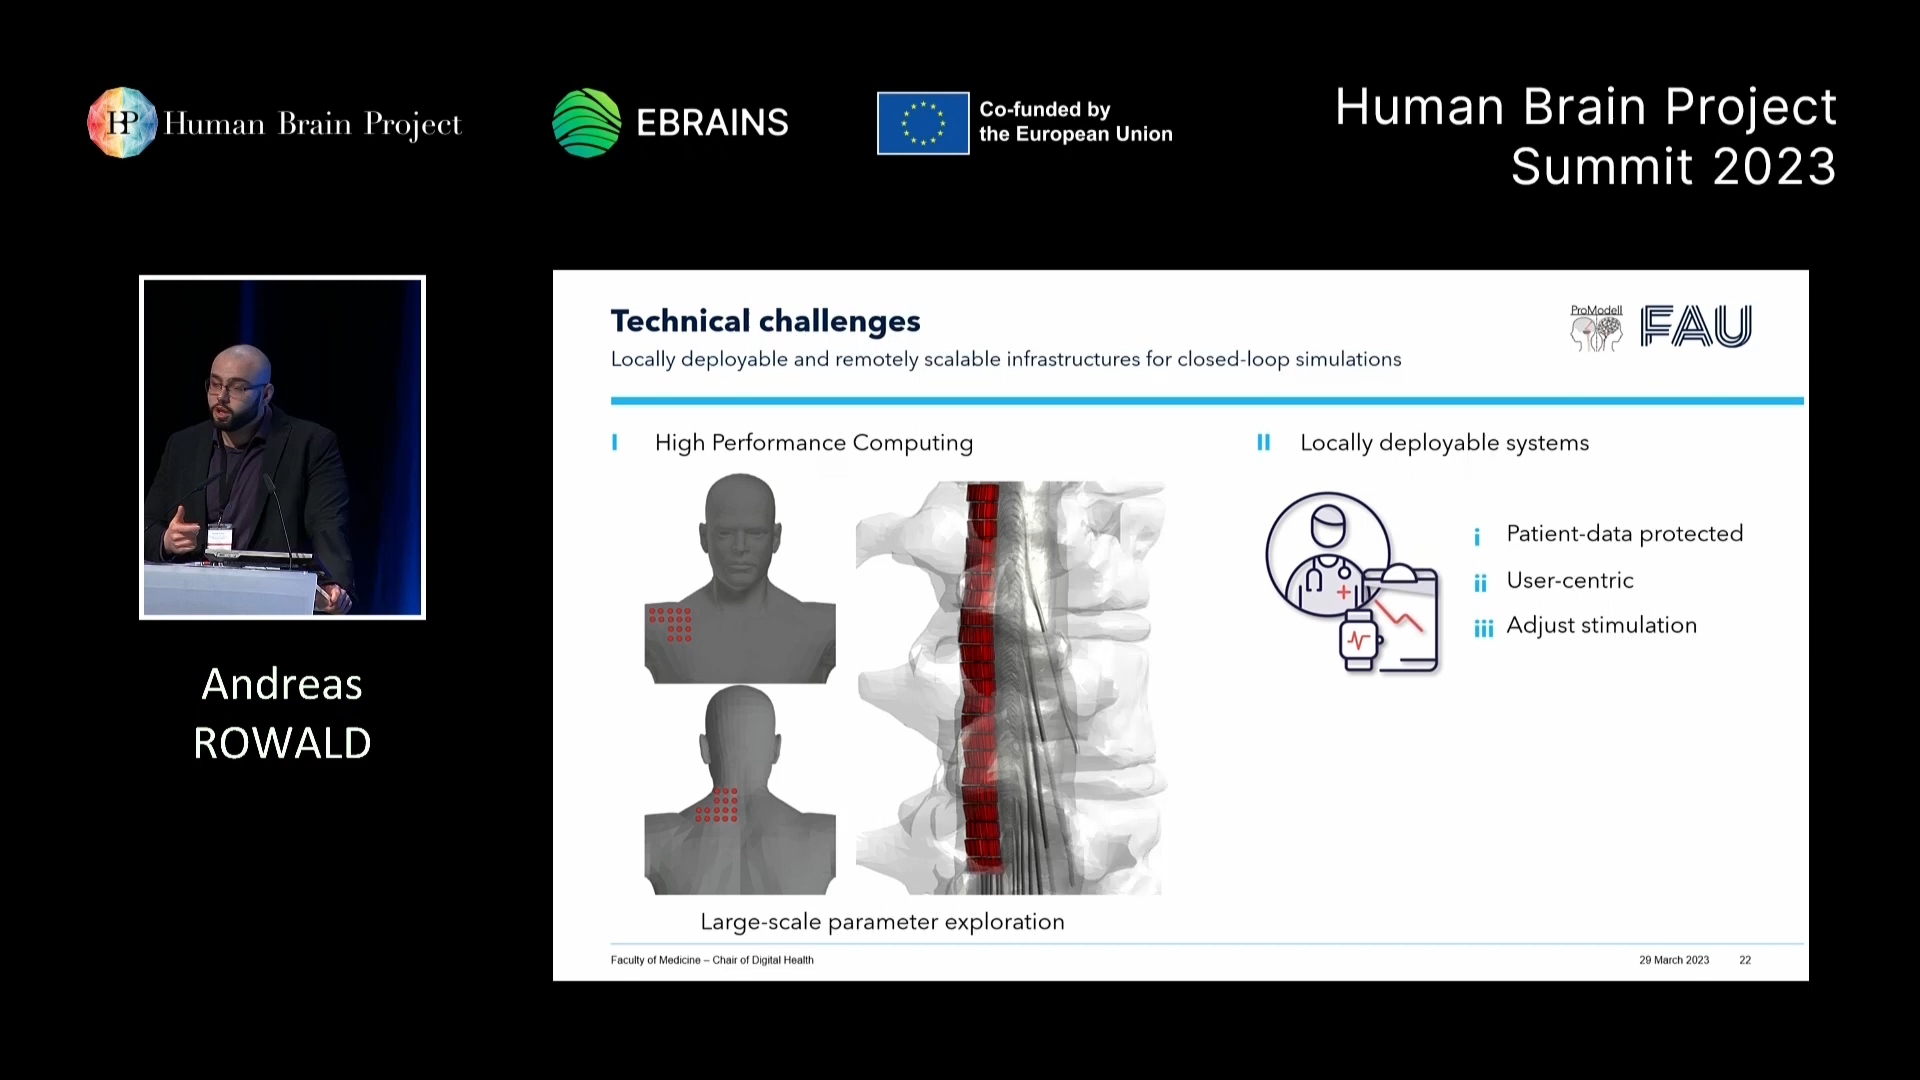 HP Human Brain Project
EBRAINS
Co-funded by
the European Union
Human Brain Project
Summit 2023
Andreas
ROWALD
Technical challenges
Locally deployable and remotely scalable infrastructures for closed-loop simulations
ProModell
FAU
I High Performance Computing
II Locally deployable systems
i Patient-data protected
ii User-centric
iii Adjust stimulation
Large-scale parameter exploration
Faculty of Medicine – Chair of Digital Health
29 March 2023
22